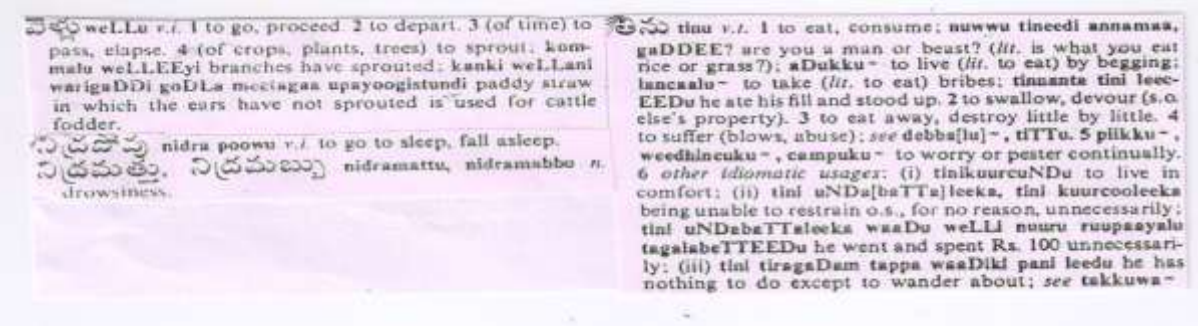 వెళ్ళు weLLu v.i. 1 to go, proceed. 2 to depart. 3 (of time) to
pass, elapse. 4 (of crops, plants, trees) to sprout; kom-
malu weLLEEyi branches have sprouted; kanki weLLani
warigaDDi goDLa meetagaa upayoogistundi paddy straw
in which the ears have not sprouted is used for cattle
fodder.
నిద్రపోవు nidra poowu v.i. to go to sleep, fall asleep.
నిద్రమత్తు, నిద్రమబ్బు nidramattu, nidramabbu n.
drowsiness.
తిను tinu v.t. 1 to eat, consume; nuwwu tineedi annamaa,
gaDDEE? are you a man or beast? (lit. is what you eat
rice or grass?); aDukku~ to live (lit. to eat) by begging;
lancaalu~ to take (lit. to eat) bribes; tinnanta tini leec-
EEDu he ate his fill and stood up. 2 to swallow, devour (s.o.
else's property). 3 to eat away, destroy little by little. 4
to suffer (blows, abuse); see debba[lu]~, tITTu. 5 piikku~,
weedhincuku~, campuku~ to worry or pester continually.
6 other idiomatic usages: (i) tinikuurcuNDu to live in
comfort; (ii) tini uNDa[baTTa]leeka, tini kuurcooleeka
being unable to restrain o.s., for no reason, unnecessarily;
tini uNDabaTTaleeka waaDu weLLi nuuru ruupaayalu
tagalabeTTEEDu he went and spent Rs. 100 unnecessari-
ly; (iii) tini tiragaDam tappa waaDiki pani leedu he has
nothing to do except to wander about; see takkuwa~